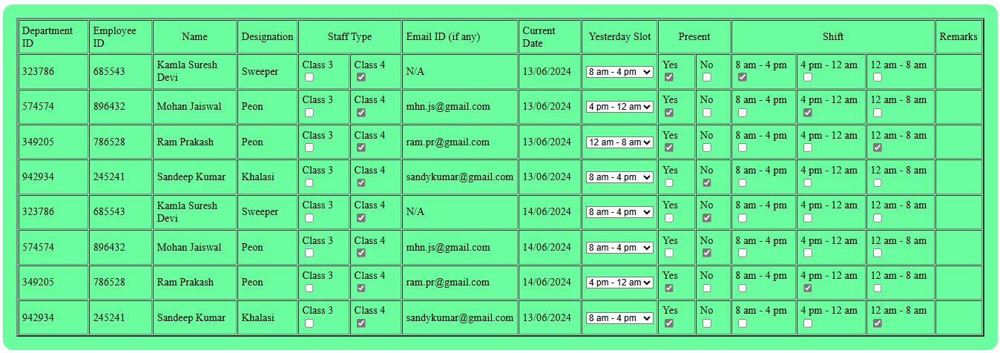 Department ID Employee ID Name Designation Staff Type Email ID (if any) Current Date Yesterday Slot Present Shift Remarks
323786 685543 Kamla Suresh Devi Sweeper Class 3 Class 4 N/A 13/06/2024 8 am - 4 pm Yes No 8 am - 4 pm 4 pm - 12 am 12 am - 8 am
574574 896432 Mohan Jaiswal Peon Class 3 Class 4 mhn.js@gmail.com 13/06/2024 4 pm - 12 am Yes No 8 am - 4 pm 4 pm - 12 am 12 am - 8 am
349205 786528 Ram Prakash Peon Class 3 Class 4 ram.pr@gmail.com 13/06/2024 12 am - 8 am Yes No 8 am - 4 pm 4 pm - 12 am 12 am - 8 am
942934 245241 Sandeep Kumar Khalasi Class 3 Class 4 sandykumar@gmail.com 13/06/2024 8 am - 4 pm Yes No 8 am - 4 pm 4 pm - 12 am 12 am - 8 am
323786 685543 Kamla Suresh Devi Sweeper Class 3 Class 4 N/A 14/06/2024 8 am - 4 pm Yes No 8 am - 4 pm 4 pm - 12 am 12 am - 8 am
574574 896432 Mohan Jaiswal Peon Class 3 Class 4 mhn.js@gmail.com 14/06/2024 8 am - 4 pm Yes No 8 am - 4 pm 4 pm - 12 am 12 am - 8 am
349205 786528 Ram Prakash Peon Class 3 Class 4 ram.pr@gmail.com 14/06/2024 4 pm - 12 am Yes No 8 am - 4 pm 4 pm - 12 am 12 am - 8 am
942934 245241 Sandeep Kumar Khalasi Class 3 Class 4 sandykumar@gmail.com 13/06/2024 8 am - 4 pm Yes No 8 am - 4 pm 4 pm - 12 am 12 am - 8 am